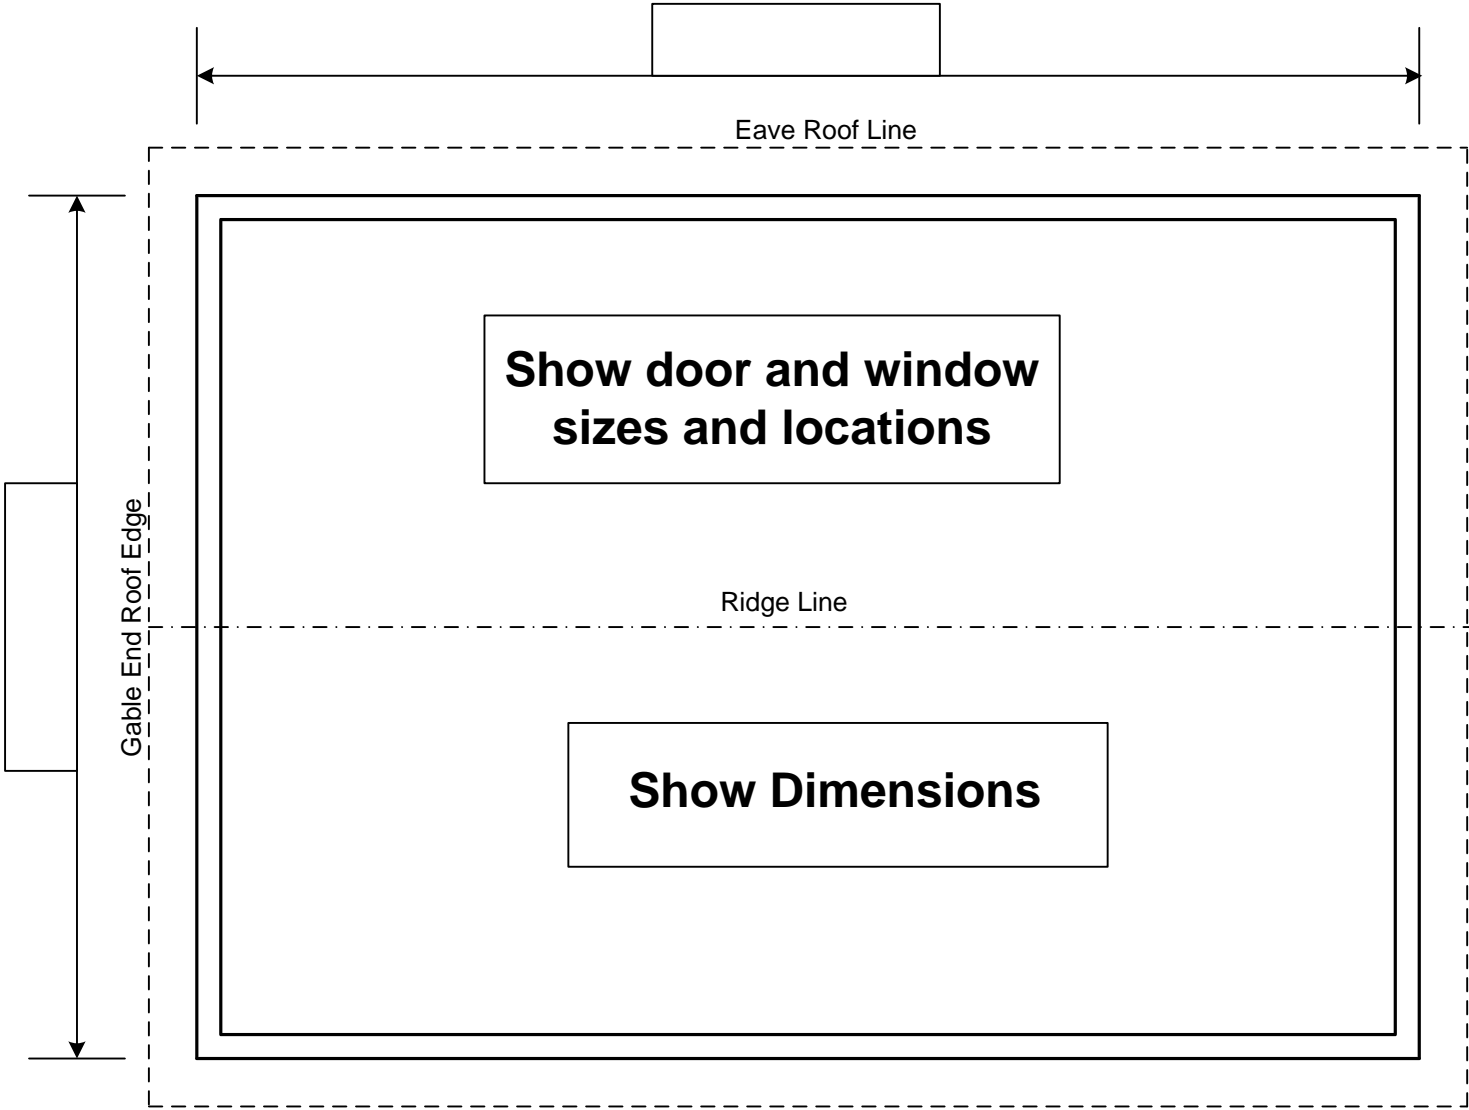 Eave Roof Line
Show door and window
sizes and locations
Gable End Roof Edge
Ridge Line
Show Dimensions